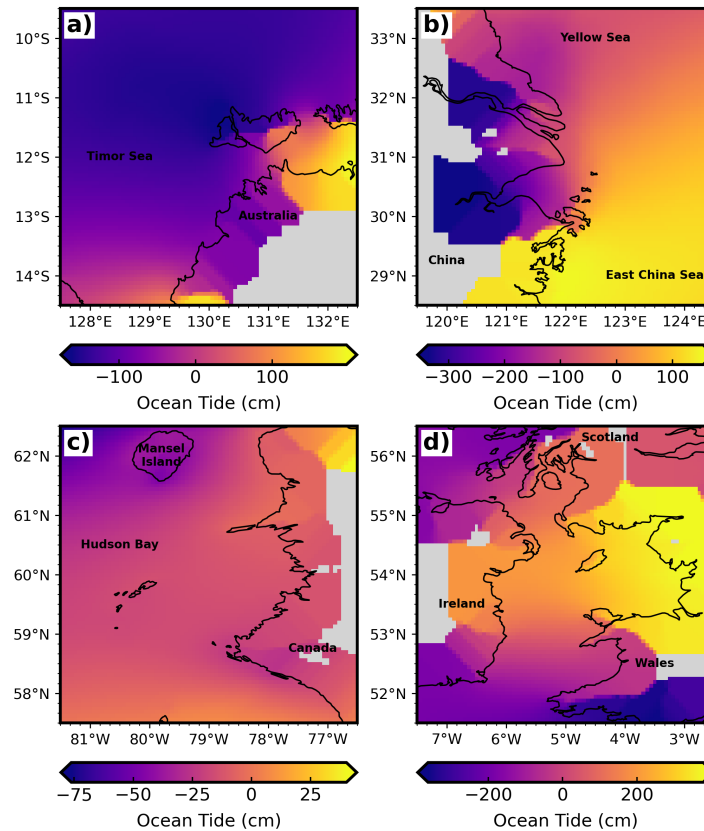 a)
10°S
11°S
12°S
13°S
14°S
Timor Sea
Australia
128°E 129°E 130°E 131°E 132°E
−100 0 100
Ocean Tide (cm)
b)
33°N
32°N
31°N
30°N
29°N
Yellow Sea
China
East China Sea
120°E 121°E 122°E 123°E 124°E
−300 −200 −100 0 100
Ocean Tide (cm)
c)
62°N
61°N
60°N
59°N
58°N
Mansel
Island
Hudson Bay
Canada
81°W 80°W 79°W 78°W 77°W
−75 −50 −25 0 25
Ocean Tide (cm)
d)
56°N
55°N
54°N
53°N
52°N
Scotland
Ireland
Wales
7°W 6°W 5°W 4°W 3°W
−200 0 200
Ocean Tide (cm)